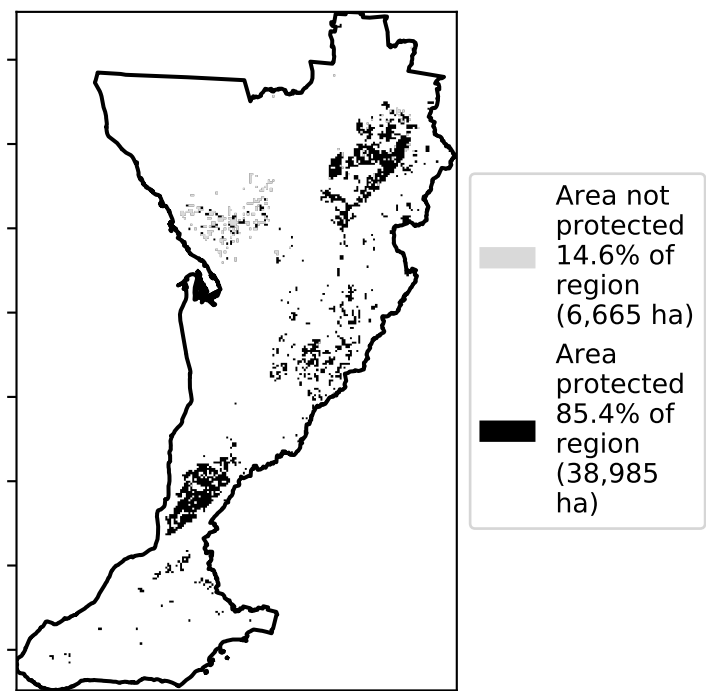 Area not
protected
14.6% of
region
(6,665 ha)
Area
protected
85.4% of
region
(38,985
ha)